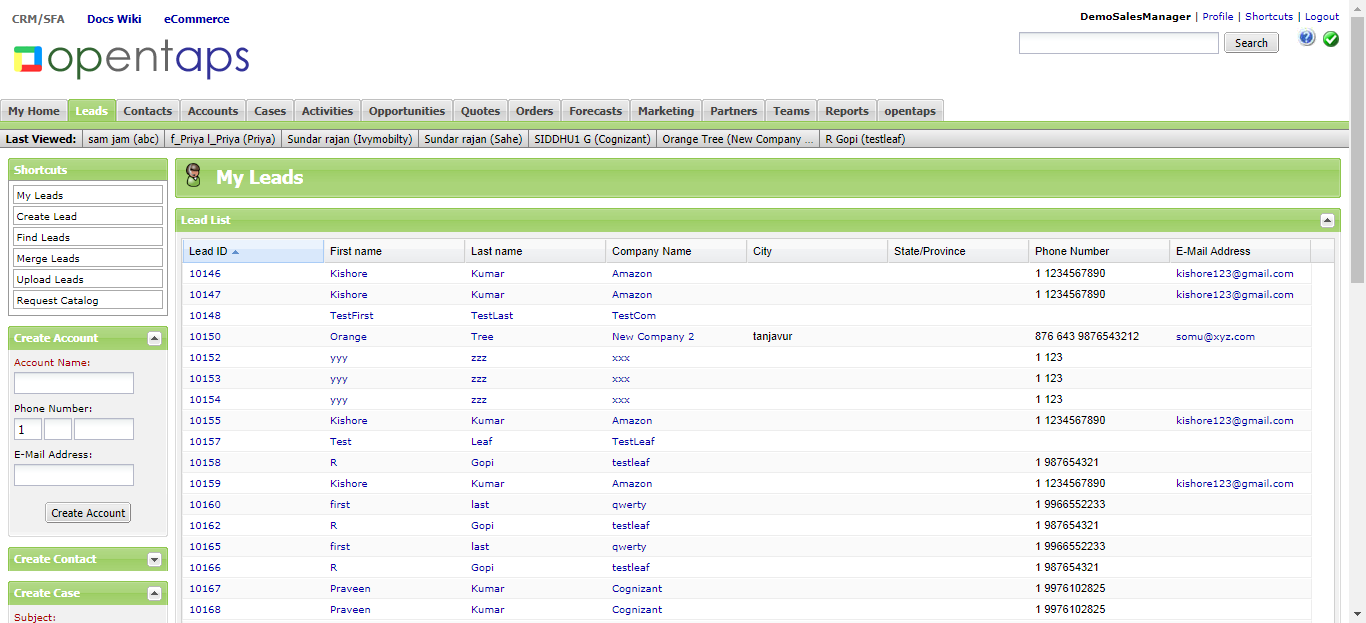 CRM/SFA Docs Wiki eCommerce
DemoSalesManager | Profile | Shortcuts | Logout
opentaps
Search
My Home Leads Contacts Accounts Cases Activities Opportunities Quotes Orders Forecasts Marketing Partners Teams Reports opentaps
Last Viewed: sam jam (abc) f_Priya l_Priya (Priya) Sundar rajan (Ivymobilty) Sundar rajan (Sahe) SIDDHU1 G (Cognizant) Orange Tree (New Company ... R Gopi (testleaf)
Shortcuts
My Leads
Create Lead
Find Leads
Merge Leads
Upload Leads
Request Catalog
Create Account
Account Name:
Phone Number:
1
E-Mail Address:
Create Account
Create Contact
Create Case
Subject:
My Leads
Lead List
Lead ID First name Last name Company Name City State/Province Phone Number E-Mail Address
10146 Kishore Kumar Amazon 1 1234567890 kishore123@gmail.com
10147 Kishore Kumar Amazon 1 1234567890 kishore123@gmail.com
10148 TestFirst TestLast TestCom
10150 Orange Tree New Company 2 tanjavur 876 643 9876543212 somu@xyz.com
10152 yyy zzz xxx 1 123
10153 yyy zzz xxx 1 123
10154 yyy zzz xxx 1 123
10155 Kishore Kumar Amazon 1 1234567890 kishore123@gmail.com
10157 Test Leaf TestLeaf
10158 R Gopi testleaf 1 987654321
10159 Kishore Kumar Amazon 1 1234567890 kishore123@gmail.com
10160 first last qwerty 1 9966552233
10162 R Gopi testleaf 1 987654321
10165 first last qwerty 1 9966552233
10166 R Gopi testleaf 1 987654321
10167 Praveen Kumar Cognizant 1 9976102825
10168 Praveen Kumar Cognizant 1 9976102825